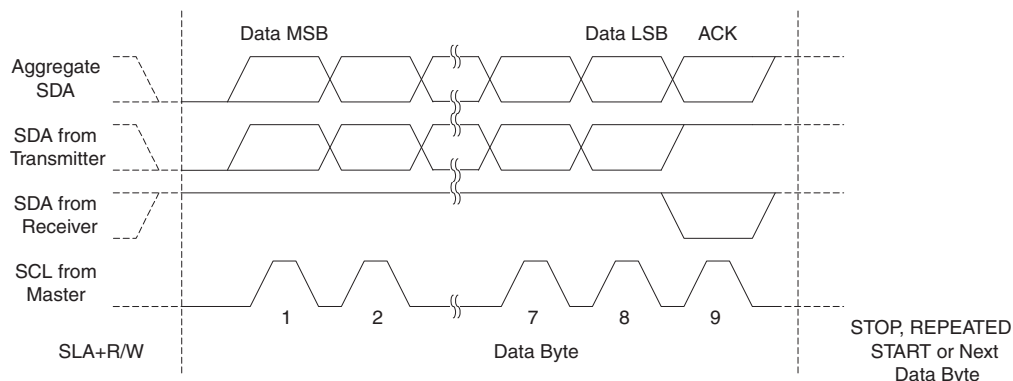 Data MSB
Data LSB
ACK
Aggregate
SDA
SDA from
Transmitter
SDA from
Receiver
SCL from
Master
1
2
7
8
9
SLA+R/W
Data Byte
STOP, REPEATED
START or Next
Data Byte